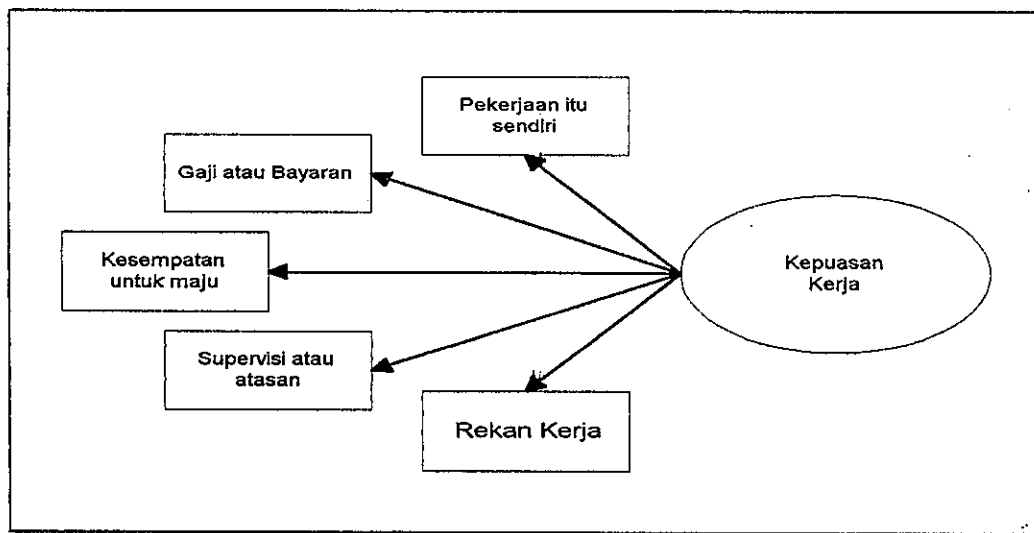 Pekerjaan itu
sendiri
Gaji atau Bayaran
Kesempatan
untuk maju
Kepuasan
Kerja
Supervisi atau
atasan
Rekan Kerja